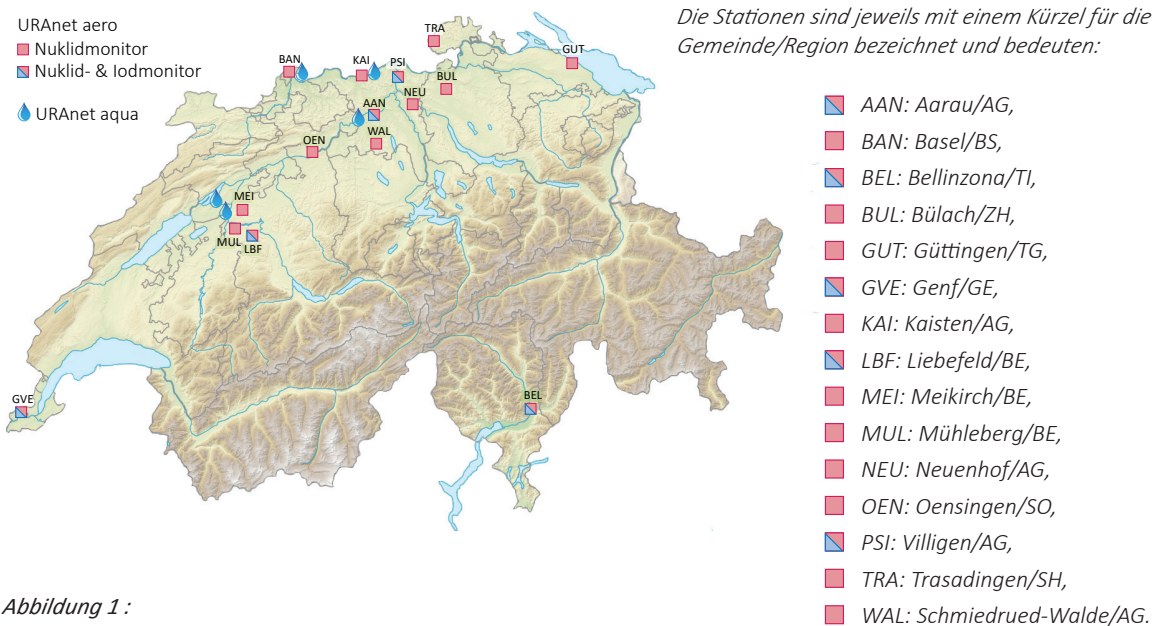 URAnet aero
Nuklidmonitor
Nuklid- & Iodmonitor
URAnet aqua
TRA
GUT
BAN
KAI
PSI
BUL
NEU
AAN
WAL
OEN
MEI
MUL
LBF
GVE
BEL
Die Stationen sind jeweils mit einem Kürzel für die
Gemeinde/Region bezeichnet und bedeuten:
AAN: Aarau/AG,
BAN: Basel/BS,
BEL: Bellinzona/TI,
BUL: Bülach/ZH,
GUT: Güttingen/TG,
GVE: Genf/GE,
KAI: Kaisten/AG,
LBF: Liebefeld/BE,
MEI: Meikirch/BE,
MUL: Mühleberg/BE,
NEU: Neuenhof/AG,
OEN: Oensingen/SO,
PSI: Villigen/AG,
TRA: Trasadingen/SH,
WAL: Schmiedrued-Walde/AG.
Abbildung 1 :